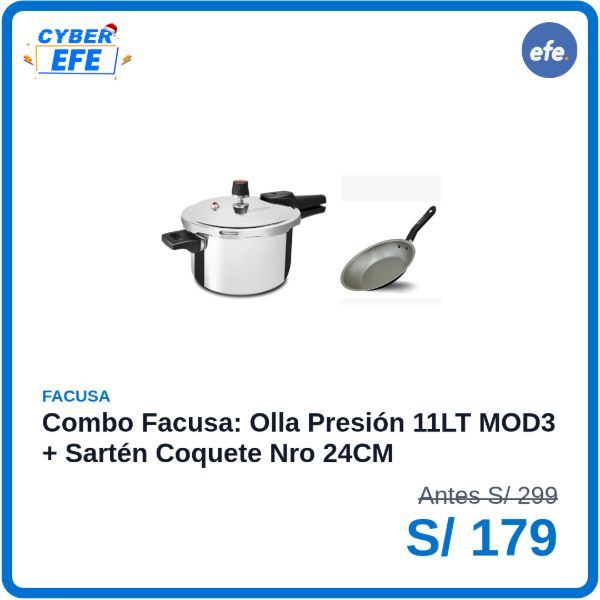 CYBER
EFE
efe.
FACUSA
Combo Facusa: Olla Presión 11LT MOD3
+ Sartén Coquete Nro 24CM
Antes S/ 299
S/ 179